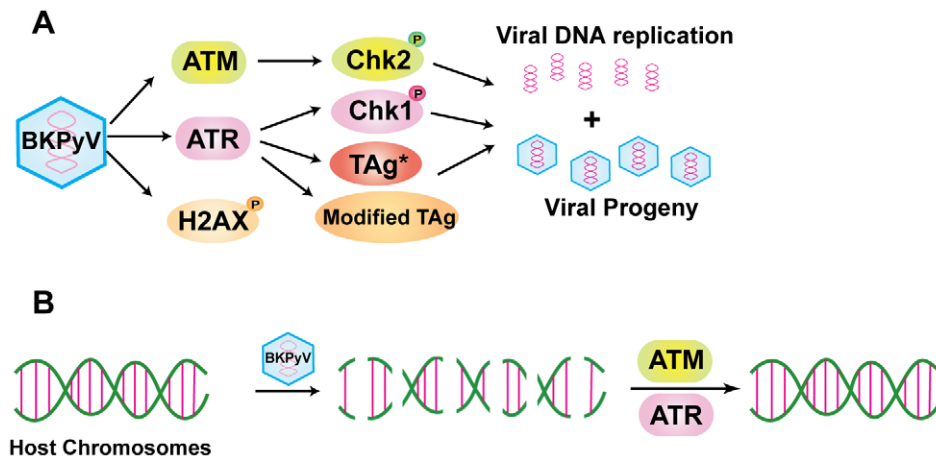 A
Viral DNA replication
ATM
P
Chk2
BKPyV
ATR
P
Chk1
+
TAg*
P
H2AX
Modified TAg
Viral Progeny
B
BKPyV
ATM
ATR
Host Chromosomes